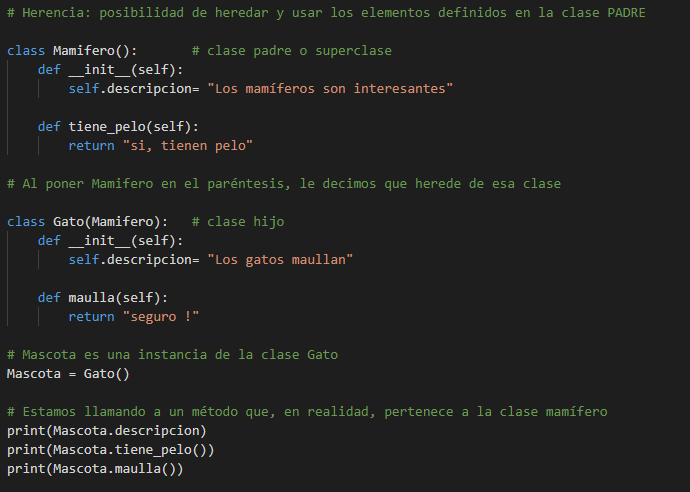 # Herencia: posibilidad de heredar y usar los elementos definidos en la clase PADRE
class Mamifero():       # clase padre o superclase
    def __init__(self):
        self.descripcion= "Los mamíferos son interesantes"
    def tiene_pelo(self):
        return "si, tienen pelo"
# Al poner Mamifero en el paréntesis, le decimos que herede de esa clase
class Gato(Mamifero):   # clase hijo
    def __init__(self):
        self.descripcion= "Los gatos maullan"
    def maulla(self):
        return "seguro !"
# Mascota es una instancia de la clase Gato
Mascota = Gato()
# Estamos llamando a un método que, en realidad, pertenece a la clase mamífero
print(Mascota.descripcion)
print(Mascota.tiene_pelo())
print(Mascota.maulla())